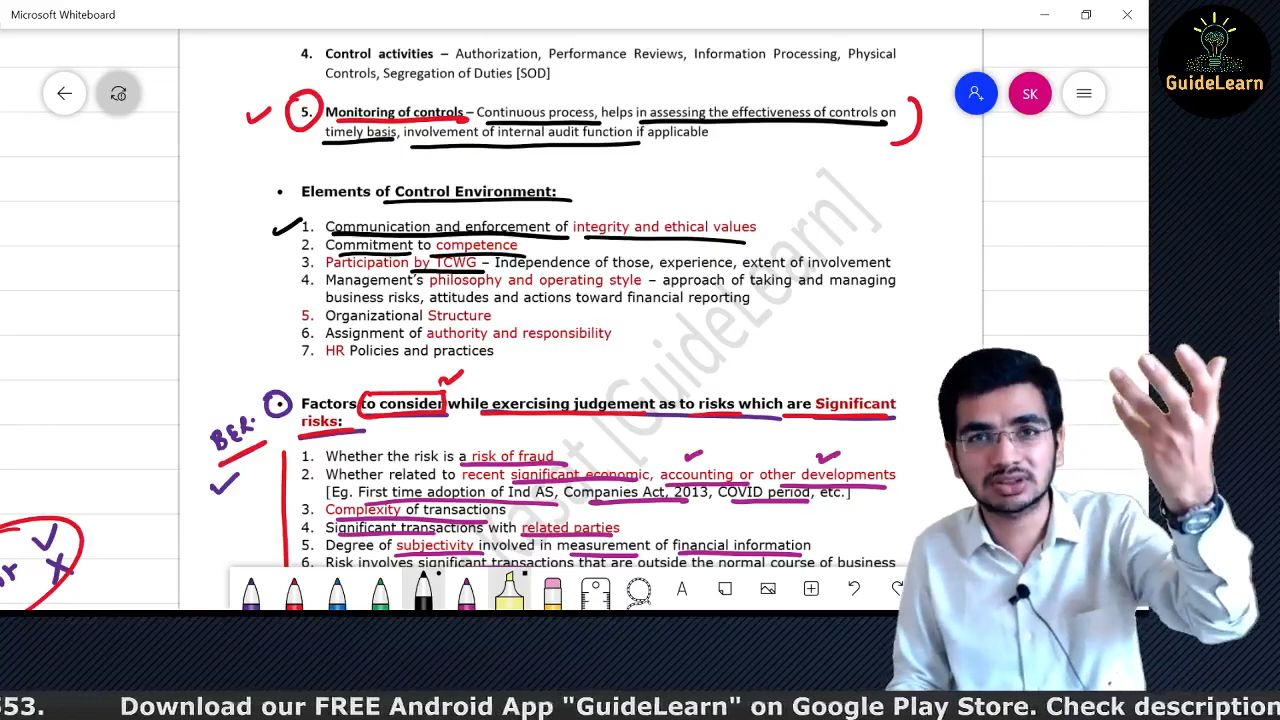 Microsoft Whiteboard
GuideLearn
SK
4. Control activities – Authorization, Performance Reviews, Information Processing, Physical
Controls, Segregation of Duties [SOD]
5. Monitoring of controls – Continuous process, helps in assessing the effectiveness of controls on
timely basis, involvement of internal audit function if applicable
• Elements of Control Environment:
1. Communication and enforcement of integrity and ethical values
2. Commitment to competence
3. Participation by TCWG – Independence of those, experience, extent of involvement
4. Management's philosophy and operating style – approach of taking and managing
business risks, attitudes and actions toward financial reporting
5. Organizational Structure
6. Assignment of authority and responsibility
7. HR Policies and practices
• Factors to consider while exercising judgement as to risks which are Significant
risks:
BER.
1. Whether the risk is a risk of fraud
2. Whether related to recent significant economic, accounting or other developments
[Eg. First time adoption of Ind AS, Companies Act, 2013, COVID period, etc.]
3. Complexity of transactions
4. Significant transactions with related parties
5. Degree of subjectivity involved in measurement of financial information
6. Risk involves significant transactions that are outside the normal course of business
[GuideLearn]
A
553. Download our FREE Android App "GuideLearn" on Google Play Store. Check description